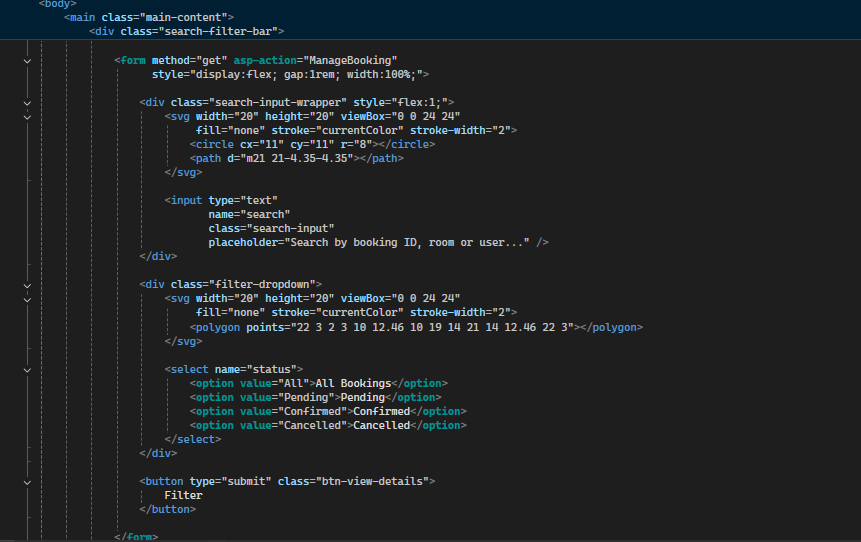 <body>
<main class="main-content">
<div class="search-filter-bar">
<form method="get" asp-action="ManageBooking"
style="display:flex; gap:1rem; width:100%;">
<div class="search-input-wrapper" style="flex:1;">
<svg width="20" height="20" viewBox="0 0 24 24"
fill="none" stroke="currentColor" stroke-width="2">
<circle cx="11" cy="11" r="8"></circle>
<path d="m21 21-4.35-4.35"></path>
</svg>
<input type="text"
name="search"
class="search-input"
placeholder="Search by booking ID, room or user..." />
</div>
<div class="filter-dropdown">
<svg width="20" height="20" viewBox="0 0 24 24"
fill="none" stroke="currentColor" stroke-width="2">
<polygon points="22 3 2 3 10 12.46 10 19 14 21 14 12.46 22 3"></polygon>
</svg>
<select name="status">
<option value="All">All Bookings</option>
<option value="Pending">Pending</option>
<option value="Confirmed">Confirmed</option>
<option value="Cancelled">Cancelled</option>
</select>
</div>
<button type="submit" class="btn-view-details">
Filter
</button>
</form>